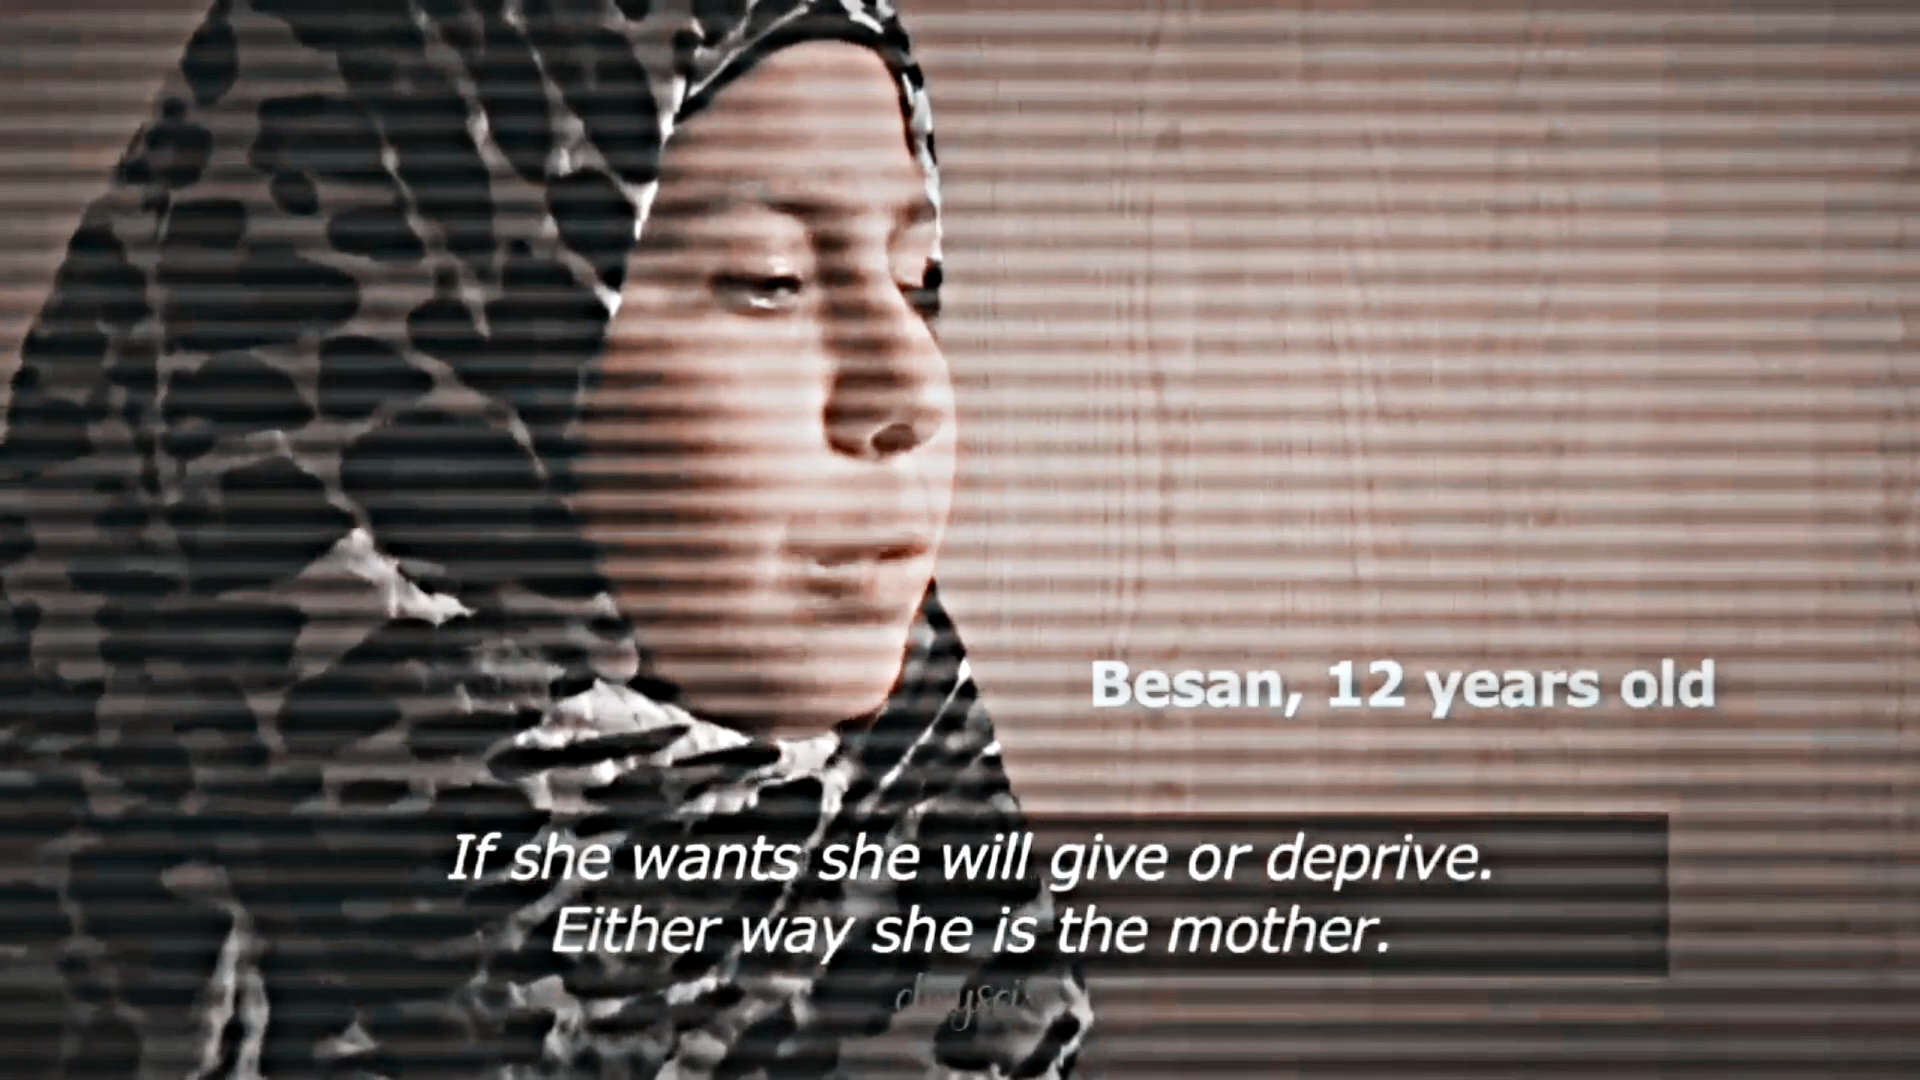 Besan, 12 years old
If she wants she will give or deprive.
Either way she is the mother.